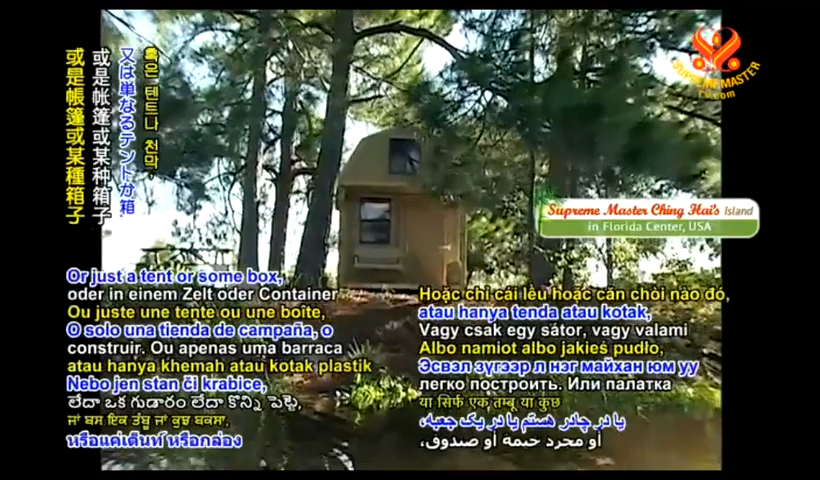 SUPREME MASTER
TV.com
혹은 텐트나 천막,
又は単なるテントか箱
或是帐篷或某种箱子。
或是帳篷或某種箱子
Supreme Master Ching Hai's Island
in Florida Center, USA
Or just a tent or some box,
oder in einem Zelt oder Container
Ou juste une tente ou une boîte,
O solo una tienda de campaña, o
construir. Ou apenas uma barraca
atau hanya khemah atau kotak plastik
Nebo jen stan či krabice,
లేదా ఒక గుడారం లేదా కొన్ని పెట్టె,
ਜਾਂ ਬਸ ਇਕ ਤੰਬੂ ਜਾਂ ਕੁਝ ਬਕਸਾ,
หรือแค่เต็นท์ หรือกล่อง
Hoặc chỉ cái lều hoặc căn chòi nào đó,
atau hanya tenda atau kotak,
Vagy csak egy sátor, vagy valami
Albo namiot albo jakieś pudło,
Эсвэл зүгээр л нэг майхан юм уу
легко построить. Или палатка
या सिर्फ एक तम्बू या कुछ
یا در چادر هستم یا در یک جعبه،
أو مجرد خيمة أو صندوق،